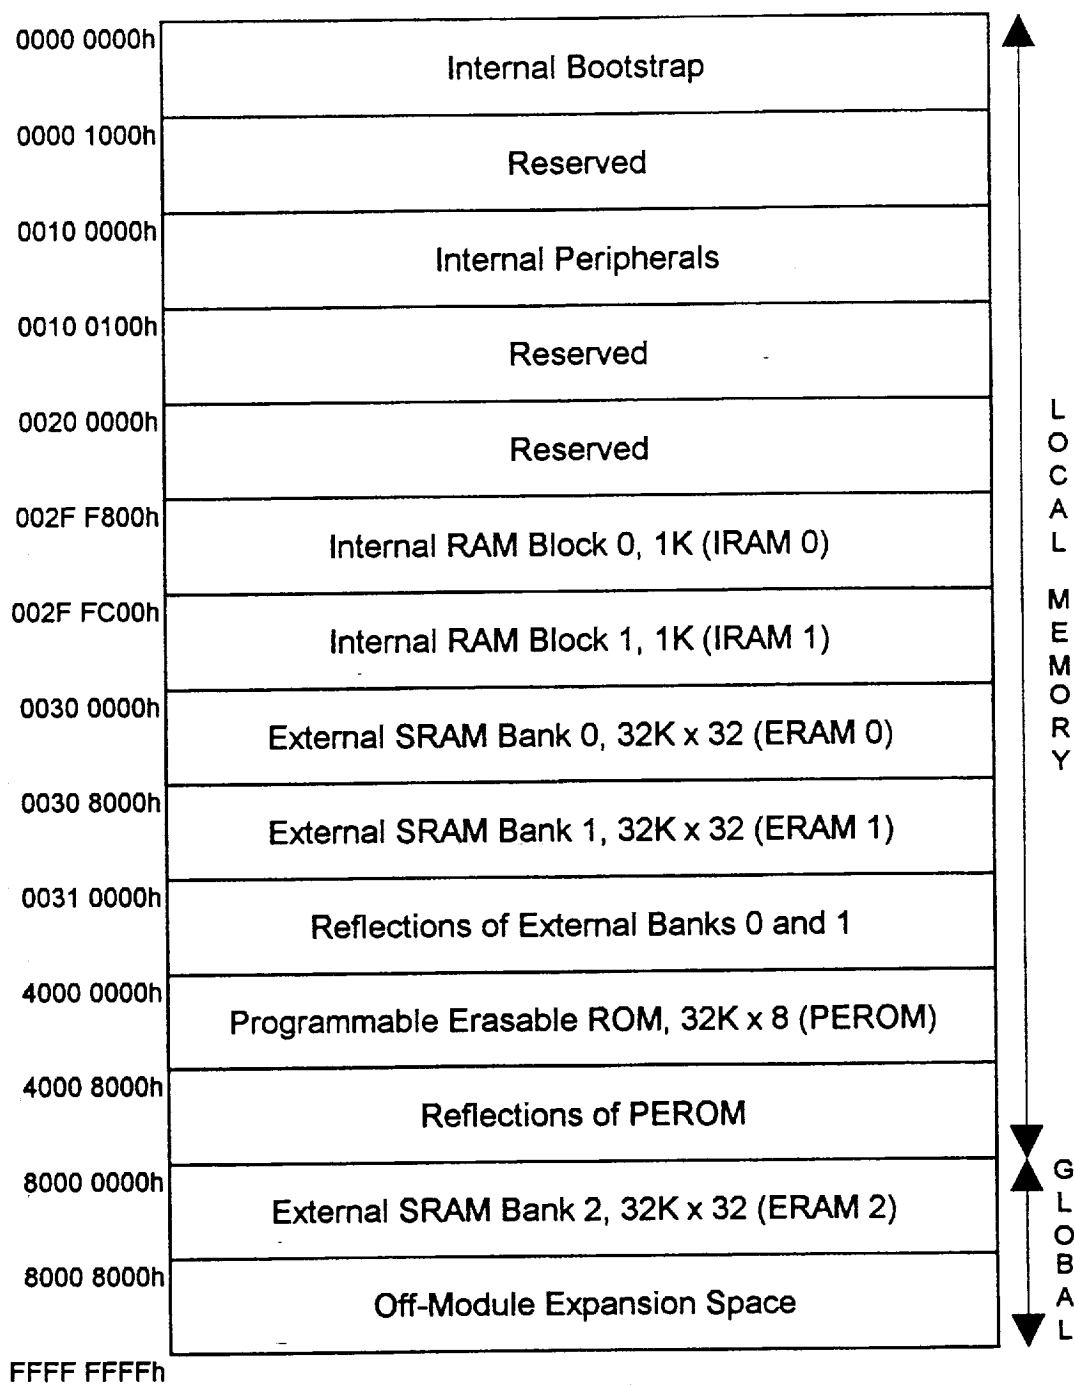 0000 0000h
Internal Bootstrap
0000 1000h
Reserved
0010 0000h
Internal Peripherals
0010 0100h
Reserved
0020 0000h
Reserved
002F F800h
Internal RAM Block 0, 1K (IRAM 0)
002F FC00h
Internal RAM Block 1, 1K (IRAM 1)
0030 0000h
External SRAM Bank 0, 32K x 32 (ERAM 0)
0030 8000h
External SRAM Bank 1, 32K x 32 (ERAM 1)
0031 0000h
Reflections of External Banks 0 and 1
4000 0000h
Programmable Erasable ROM, 32K x 8 (PEROM)
4000 8000h
Reflections of PEROM
8000 0000h
External SRAM Bank 2, 32K x 32 (ERAM 2)
8000 8000h
Off-Module Expansion Space
FFFF FFFFh
LOCAL MEMORY
GLOBAL